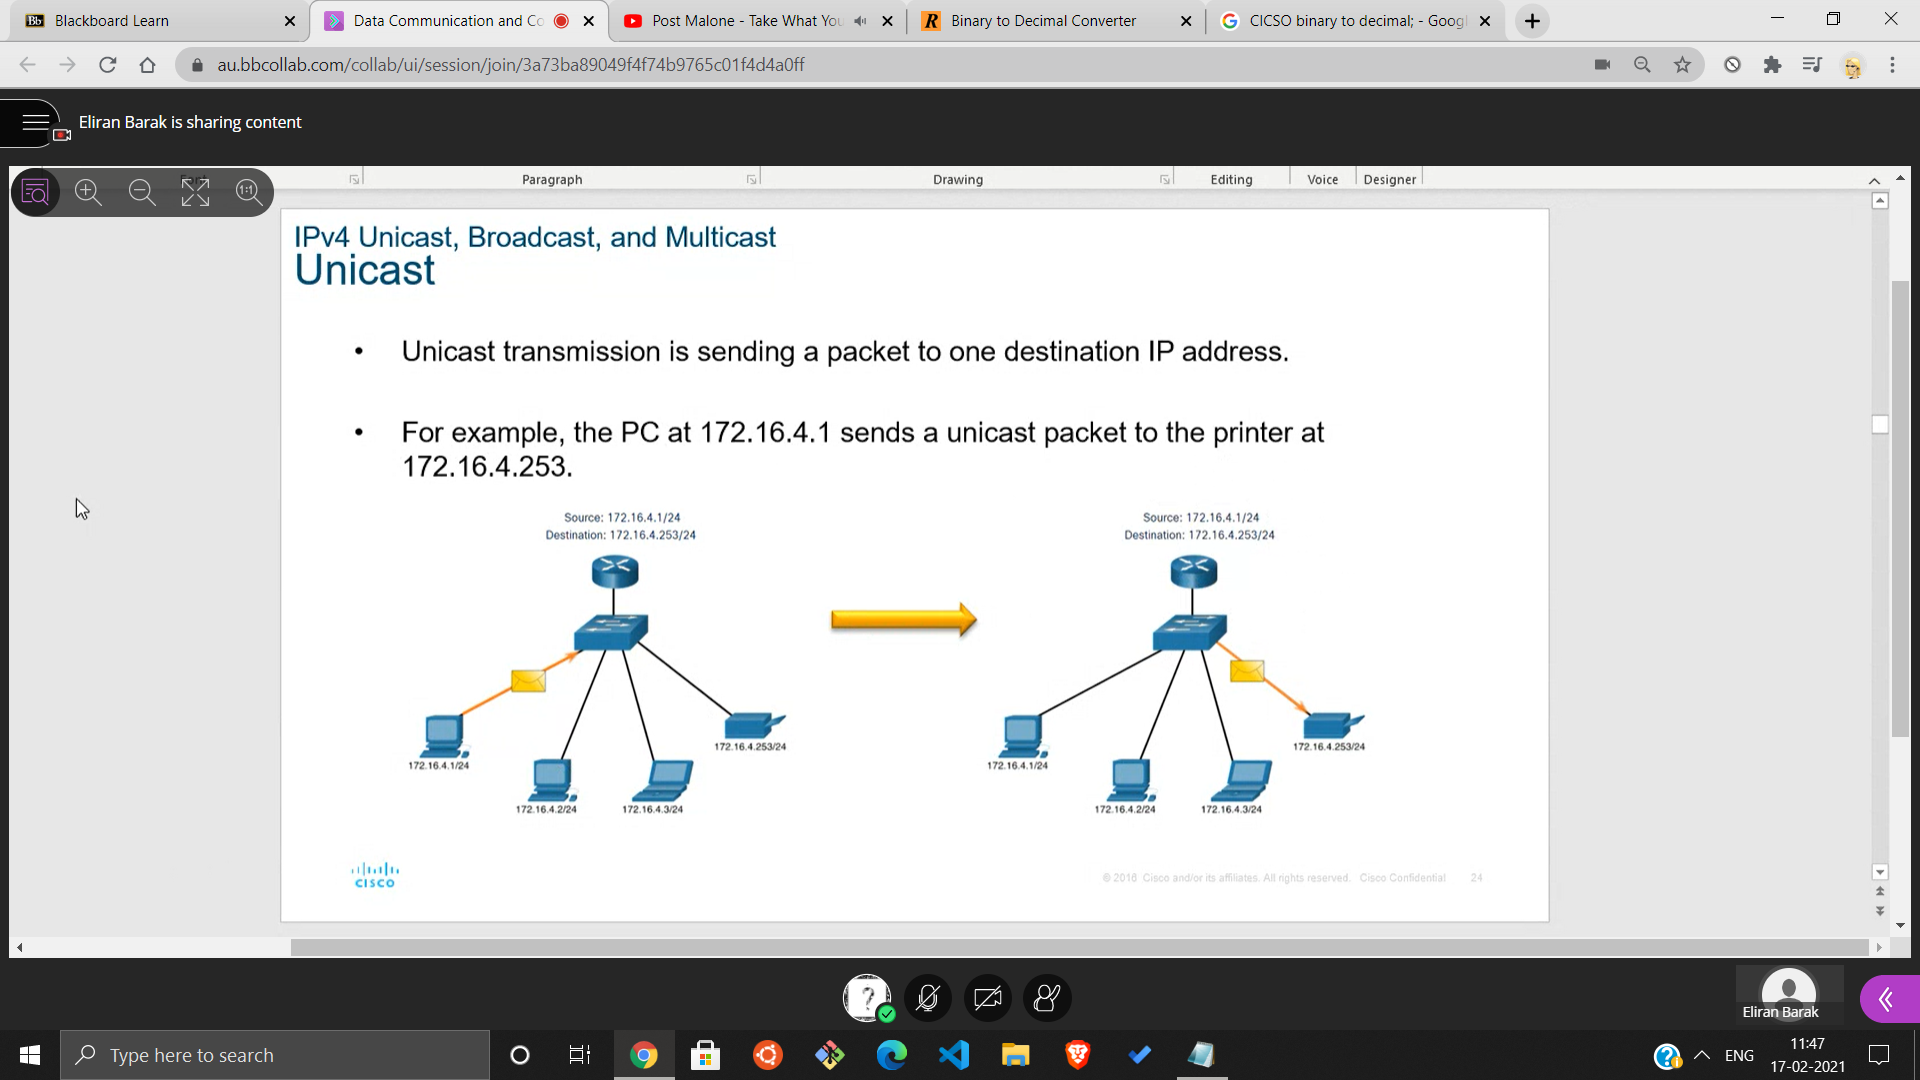 Blackboard Learn
Data Communication and Co
Post Malone - Take What You
Binary to Decimal Converter
CICSO binary to decimal; - Googl
au.bbcollab.com/collab/ui/session/join/3a73ba89049f4f74b9765c01f4d4a0ff
Eliran Barak is sharing content
Font
Paragraph
Drawing
Editing
Voice
Designer
1:1
IPv4 Unicast, Broadcast, and Multicast
Unicast
• Unicast transmission is sending a packet to one destination IP address.
• For example, the PC at 172.16.4.1 sends a unicast packet to the printer at
172.16.4.253.
Source: 172.16.4.1/24
Destination: 172.16.4.253/24
172.16.4.1/24
172.16.4.2/24
172.16.4.3/24
172.16.4.253/24
Source: 172.16.4.1/24
Destination: 172.16.4.253/24
172.16.4.1/24
172.16.4.2/24
172.16.4.3/24
172.16.4.253/24
CISCO
© 2016 Cisco and/or its affiliates. All rights reserved. Cisco Confidential 24
?
Eliran Barak
Type here to search
ENG
11:47
17-02-2021